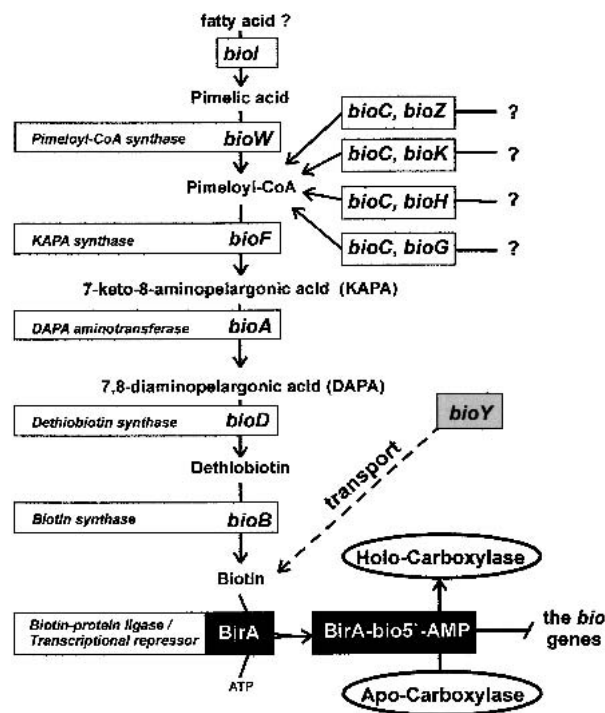 fatty acid ?
bioI
Pimelic acid
Pimeloyl-CoA synthase bioW
bioC, bioZ ?
bioC, bioK ?
Pimeloyl-CoA
bioC, bioH ?
KAPA synthase bioF
bioC, bioG ?
7-keto-8-aminopelargonic acid (KAPA)
DAPA aminotransferase bioA
7,8-diaminopelargonic acid (DAPA)
Dethiobiotin synthase bioD
bioY
transport
Dethiobiotin
Biotin synthase bioB
Holo-Carboxylase
Biotin
Biotin-protein ligase /
Transcriptional repressor
BirA
BirA-bio5`-AMP
the bio
genes
ATP
Apo-Carboxylase